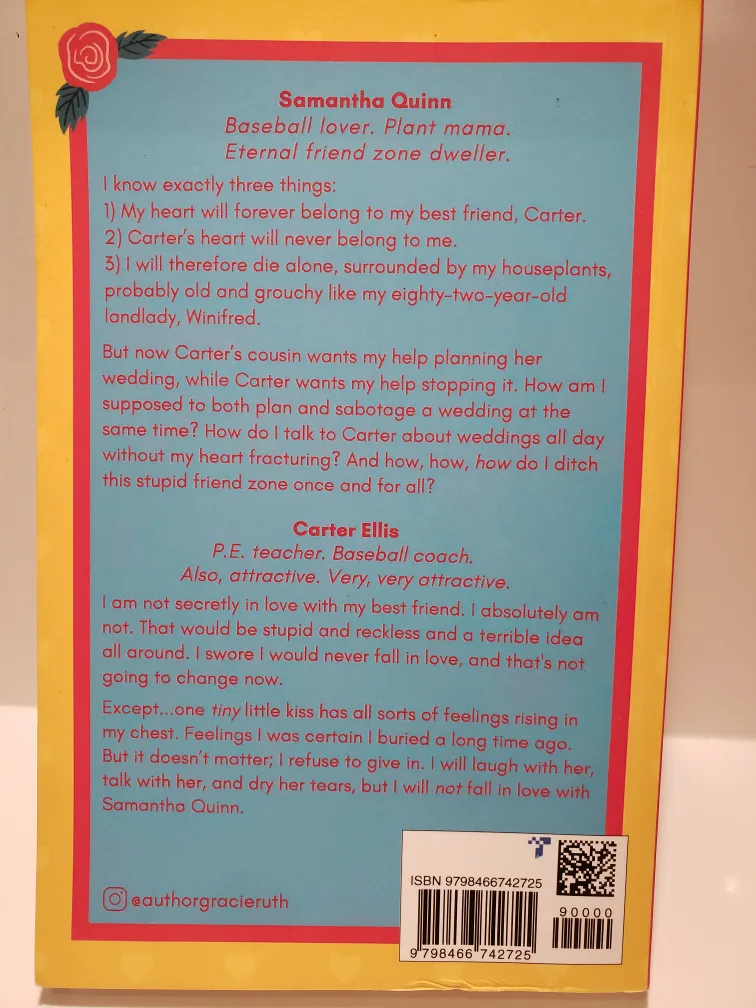 Samantha Quinn
Baseball lover. Plant mama.
Eternal friend zone dweller.
I know exactly three things:
1) My heart will forever belong to my best friend, Carter.
2) Carter's heart will never belong to me.
3) I will therefore die alone, surrounded by my houseplants,
probably old and grouchy like my eighty-two-year-old
landlady, Winifred.
But now Carter's cousin wants my help planning her
wedding, while Carter wants my help stopping it. How am I
supposed to both plan and sabotage a wedding at the
same time? How do I talk to Carter about weddings all day
without my heart fracturing? And how, how, how do I ditch
this stupid friend zone once and for all?
Carter Ellis
P.E. teacher. Baseball coach.
Also, attractive. Very, very attractive.
I am not secretly in love with my best friend. I absolutely am
not. That would be stupid and reckless and a terrible idea
all around. I swore I would never fall in love, and that's not
going to change now.
Except...one tiny little kiss has all sorts of feelings rising in
my chest. Feelings I was certain I buried a long time ago.
But it doesn't matter; I refuse to give in. I will laugh with her,
talk with her, and dry her tears, but I will not fall in love with
Samantha Quinn.
@authorgracieruth
ISBN 9798466742725
90000
9 798466 742725